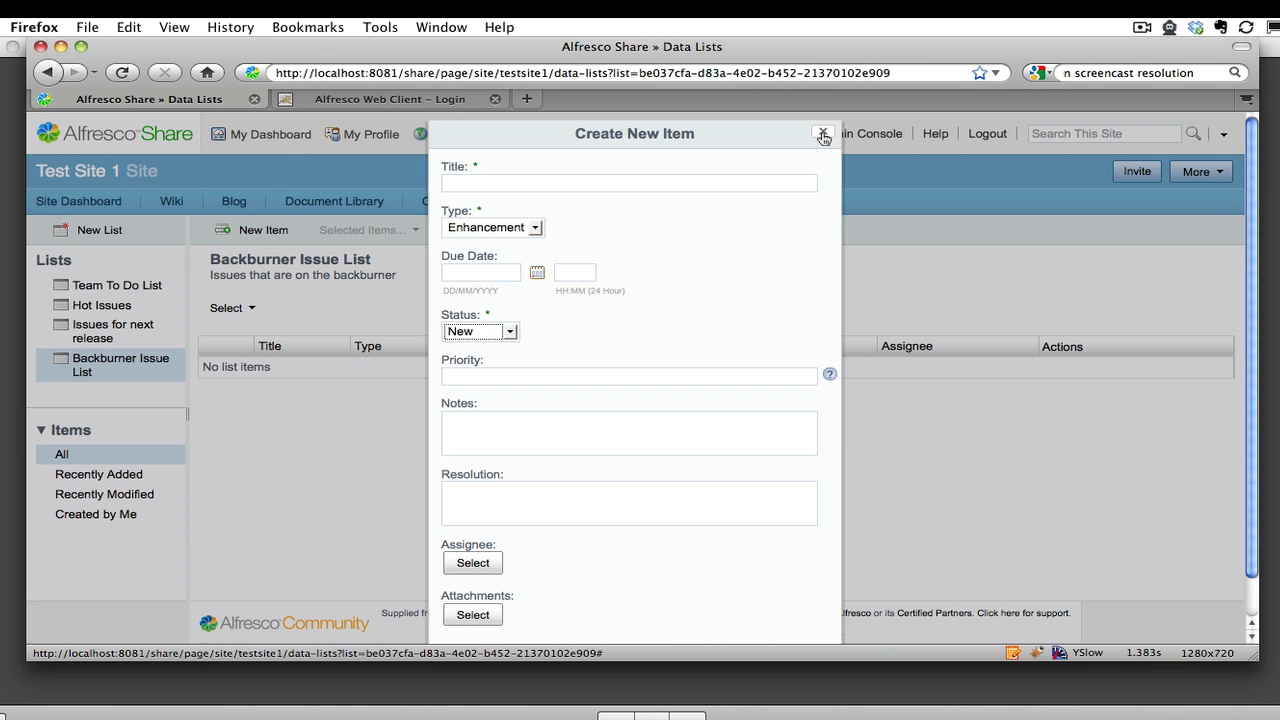 Firefox File Edit View History Bookmarks Tools Window Help
Alfresco Share » Data Lists
http://localhost:8081/share/page/site/testsite1/data-lists?list=be037cfa-d83a-4e02-b452-21370102e909
n screencast resolution
Alfresco Share » Data Lists
Alfresco Web Client – Login
Alfresco Share My Dashboard My Profile
Console Help Logout Search This Site
Create New Item
Test Site 1 Site
Invite More
Site Dashboard Wiki Blog Document Library
New List
New Item Selected Items...
Lists
Team To Do List
Hot Issues
Issues for next
release
Backburner Issue
List
Backburner Issue List
Issues that are on the backburner
Select
Title Type Assignee Actions
No list items
Items
All
Recently Added
Recently Modified
Created by Me
Title: *
Type: *
Enhancement
Due Date:
DD/MM/YYYY HH:MM (24 Hour)
Status: *
New
Priority:
?
Notes:
Resolution:
Assignee:
Select
Attachments:
Select
Alfresco Community
Supplied
or its Certified Partners. Click here for support.
http://localhost:8081/share/page/site/testsite1/data-lists?list=be037cfa-d83a-4e02-b452-21370102e909#
YSlow 1.383s 1280x720